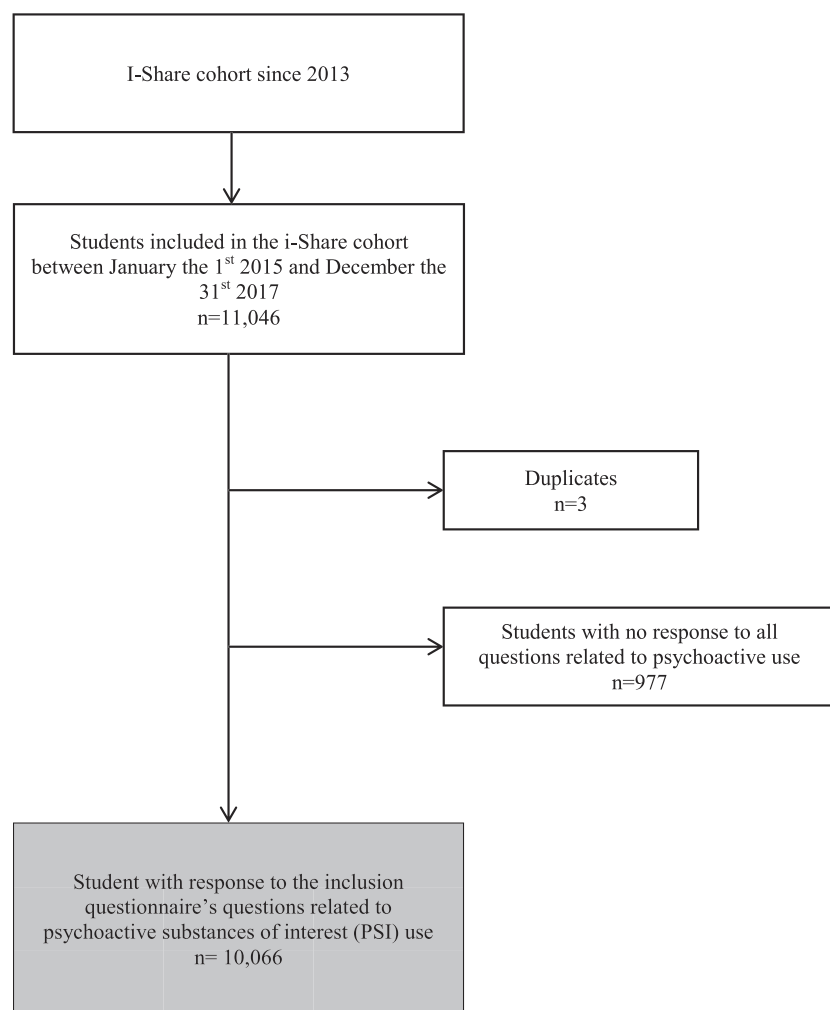 I-Share cohort since 2013
Students included in the i-Share cohort
between January the 1st 2015 and December the
31st 2017
n=11,046
Duplicates
n=3
Students with no response to all
questions related to psychoactive use
n=977
Student with response to the inclusion
questionnaire’s questions related to
psychoactive substances of interest (PSI) use
n= 10,066